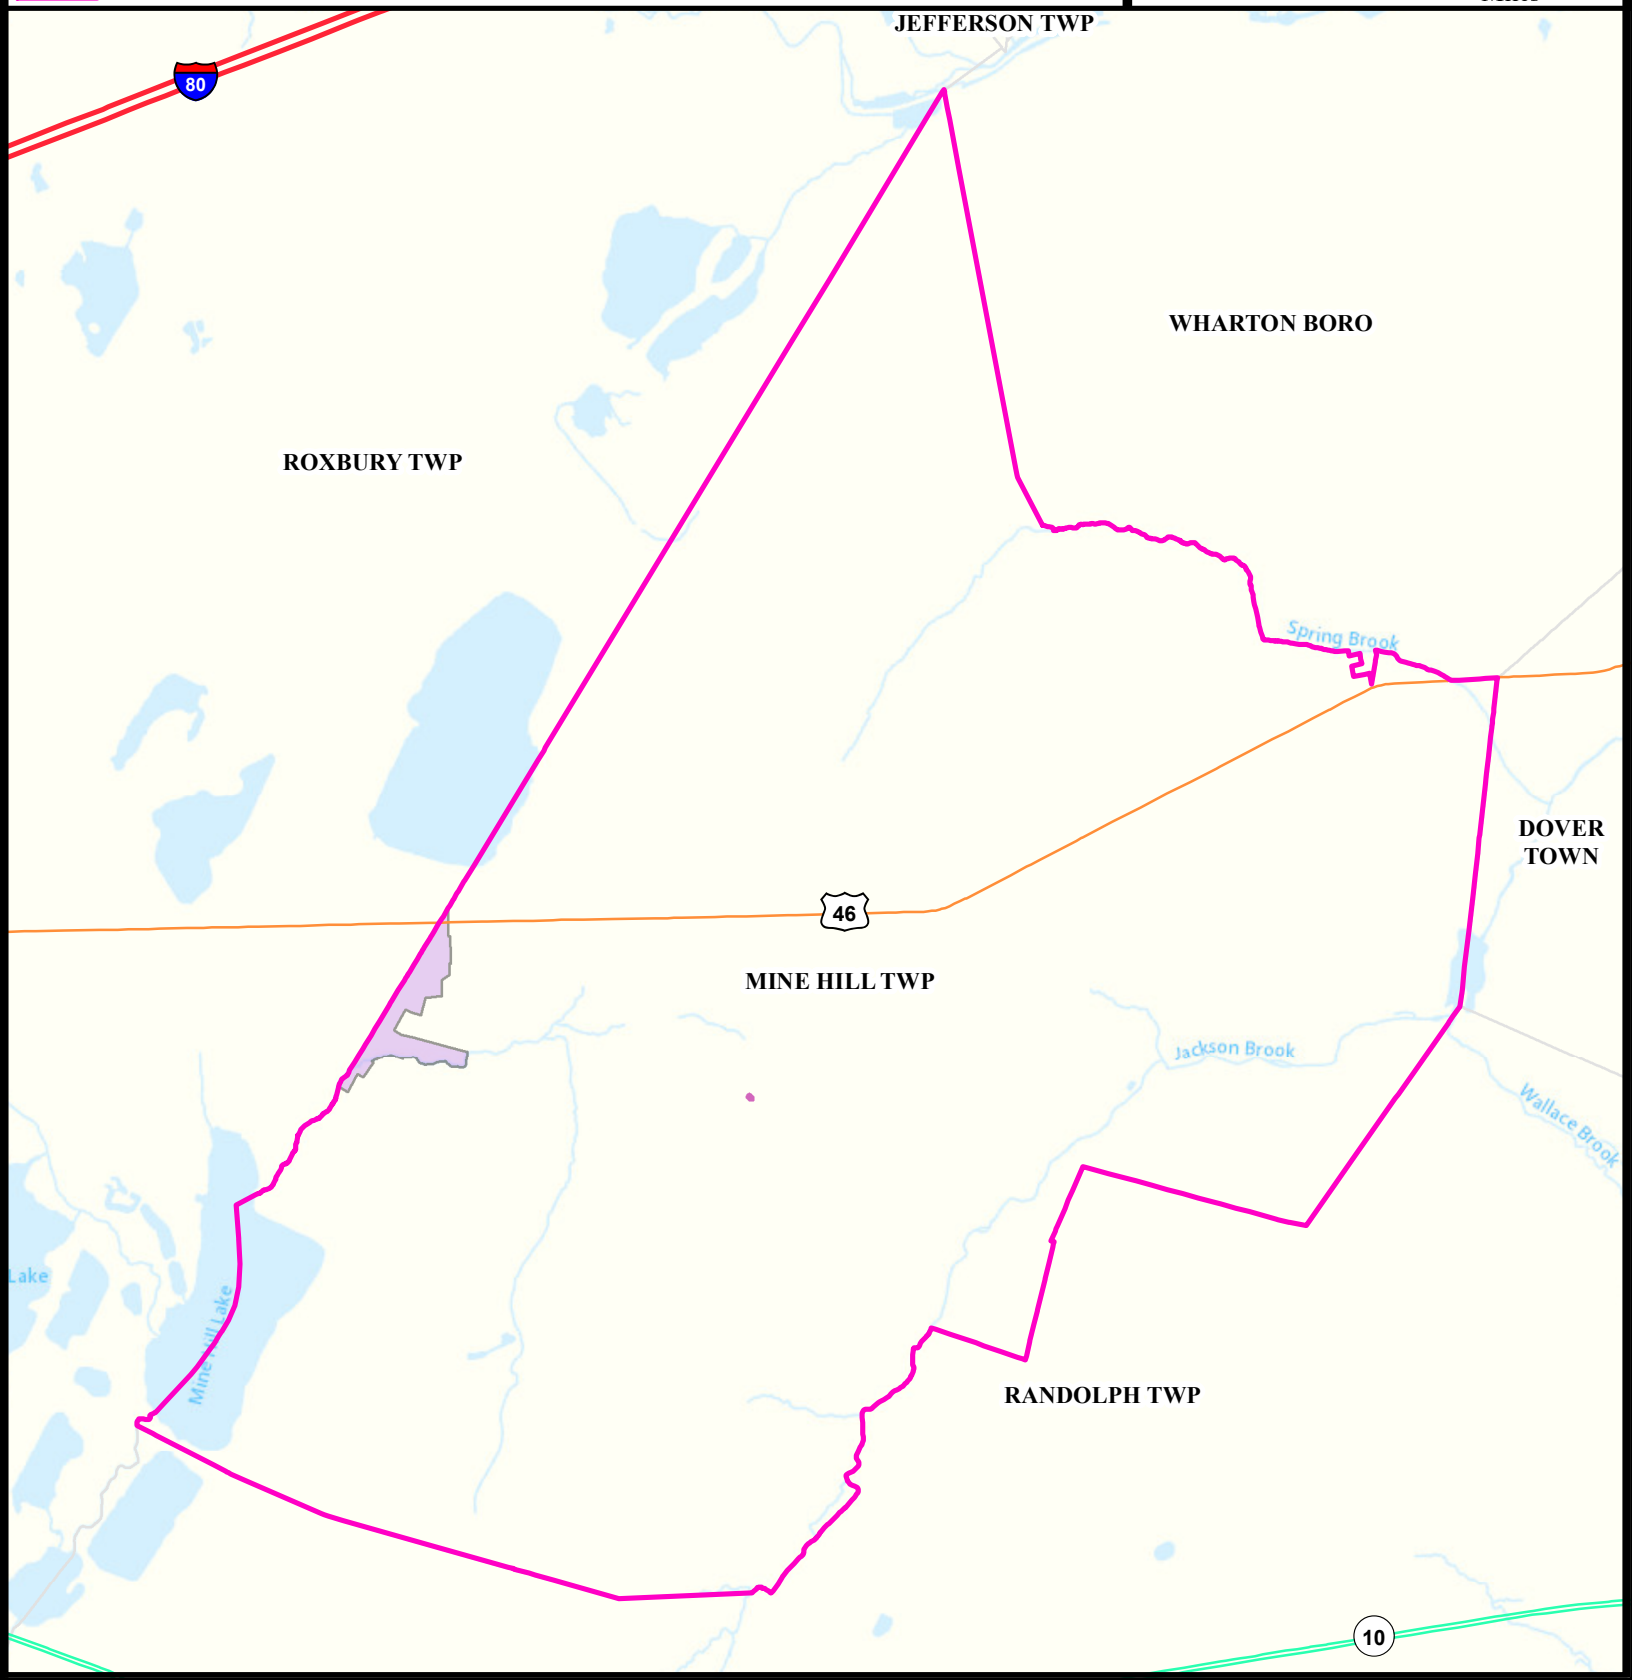 JEFFERSON TWP
80
WHARTON BORO
ROXBURY TWP
Spring Brook
DOVER
TOWN
46
MINE HILL TWP
Jackson Brook
Wallace Brook
Lake
Mine Hill Lake
RANDOLPH TWP
10